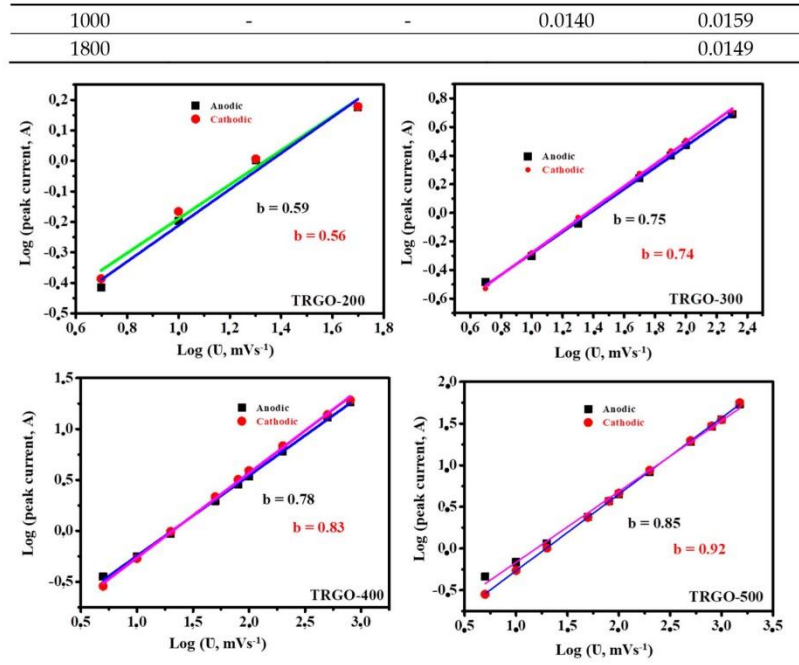 1000 - - 0.0140 0.0159
1800 0.0149
0,2
0,1
0,0
-0,1
-0,2
-0,3
-0,4
-0,5
Log (peak current, A)
Anodic
Cathodic
b = 0.59
b = 0.56
TRGO-200
0.6 0.8 1.0 1.2 1.4 1.6 1.8
Log (U, mVs⁻¹)
0.8
0.6
0.4
0.2
0.0
-0.2
-0.4
-0.6
Log (peak current, A)
Anodic
Cathodic
b = 0.75
b = 0.74
TRGO-300
0.6 0.8 1.0 1.2 1.4 1.6 1.8 2.0 2.2 2.4
Log (U, mVs⁻¹)
1,5
1,0
0,5
0,0
-0,5
Log (peak current, A)
Anodic
Cathodic
b = 0.78
b = 0.83
TRGO-400
0.5 1.0 1.5 2.0 2.5 3.0
Log (U, mVs⁻¹)
2,0
1,5
1,0
0,5
0,0
-0,5
Log (peak current, A)
Anodic
Cathodic
b = 0.85
b = 0.92
TRGO-500
0.5 1.0 1.5 2.0 2.5 3.0 3.5
Log (U, mVs⁻¹)